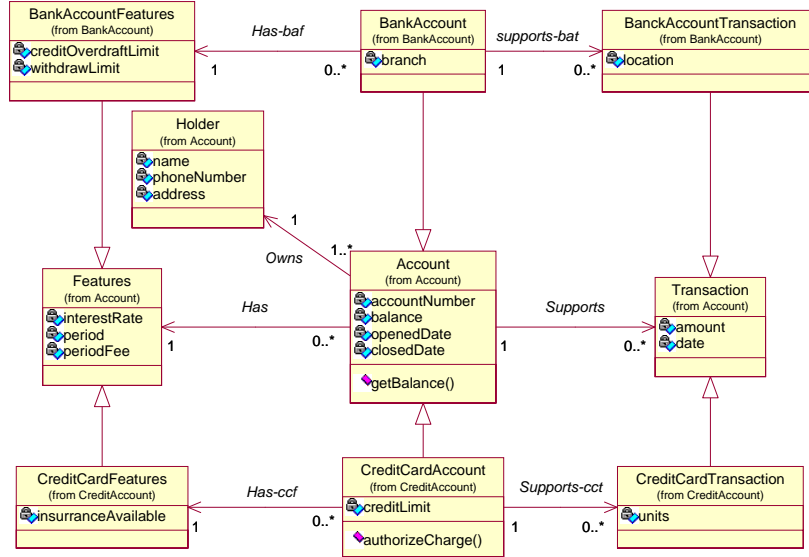 BankAccountFeatures
(from BankAccount)
creditOverdraftLimit
withdrawLimit
Has-baf
1
0..*
BankAccount
(from BankAccount)
branch
supports-bat
1
0..*
BanckAccountTransaction
(from BankAccount)
location
Holder
(from Account)
name
phoneNumber
address
1
1..*
Owns
Features
(from Account)
interestRate
period
periodFee
Has
1
0..*
Account
(from Account)
accountNumber
balance
openedDate
closedDate
getBalance()
Supports
1
0..*
Transaction
(from Account)
amount
date
CreditCardFeatures
(from CreditAccount)
insurranceAvailable
Has-ccf
1
0..*
CreditCardAccount
(from CreditAccount)
creditLimit
authorizeCharge()
Supports-cct
1
0..*
CreditCardTransaction
(from CreditAccount)
units